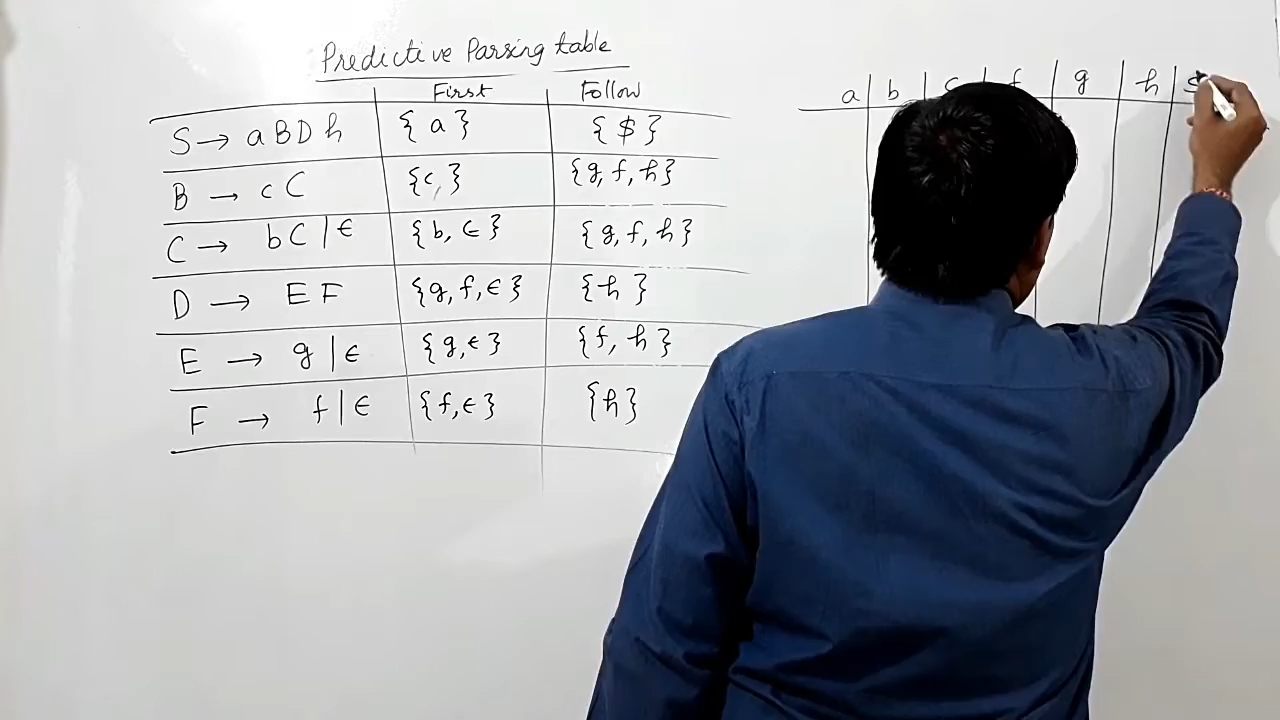 Predictive Parsing table
First Follow
S → a B D h { a } { $ }
B → c C {c, } {g, f, h}
C → b C | ϵ {b, ϵ} {g, f, h}
D → E F {g, f, ϵ} {h}
E → g | ϵ {g, ϵ} {f, h}
F → f | ϵ {f, ϵ} {h}
a b c f g h $